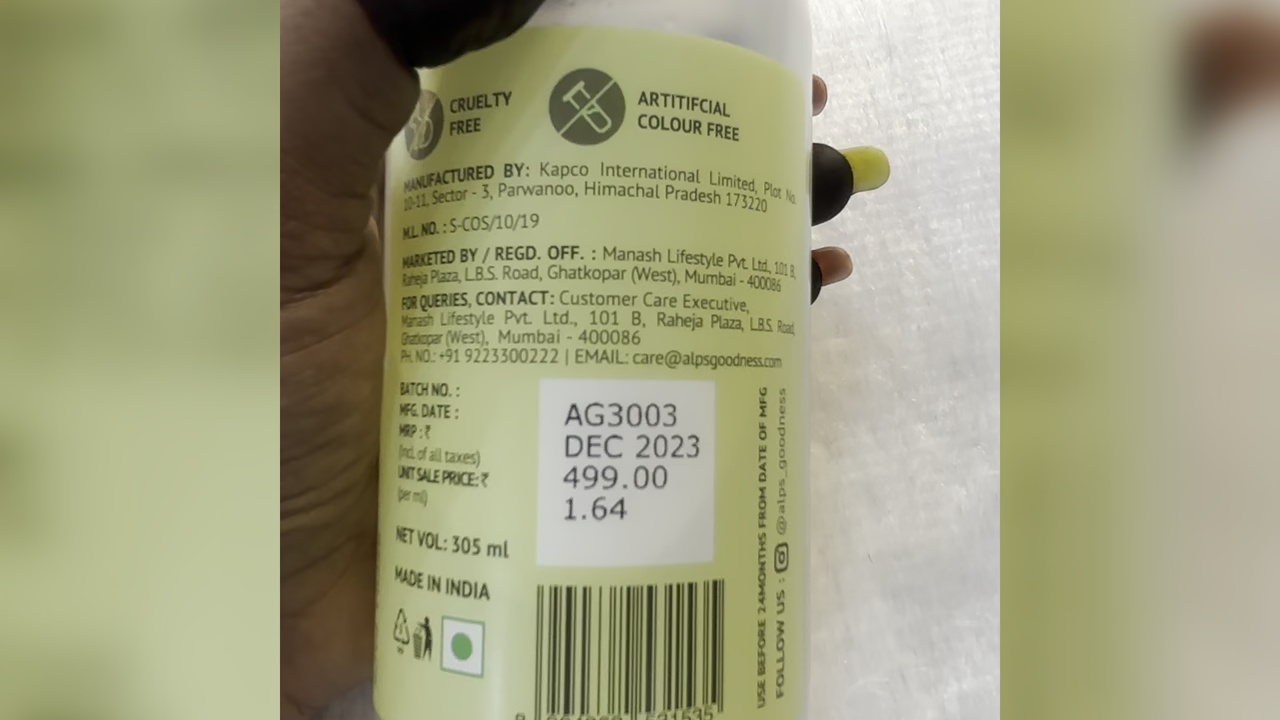 CRUELTY
FREE
ARTITIFCIAL
COLOUR FREE
MANUFACTURED BY: Kapco International Limited, Plot No.
10-11, Sector - 3, Parwanoo, Himachal Pradesh 173220
M.L. NO. : S-COS/10/19
MARKETED BY / REGD. OFF. : Manash Lifestyle Pvt. Ltd., 101 B,
Raheja Plaza, L.B.S. Road, Ghatkopar (West), Mumbai - 400086
FOR QUERIES, CONTACT: Customer Care Executive,
Manash Lifestyle Pvt. Ltd., 101 B, Raheja Plaza, L.B.S. Road,
Ghatkopar (West), Mumbai - 400086
PH. NO.: +91 9223300222 | EMAIL: care@alpsgoodness.com
BATCH NO. : AG3003
MFG. DATE : DEC 2023
MRP : ₹ 499.00
(incl. of all taxes)
UNIT SALE PRICE: ₹ 1.64
(per ml)
NET VOL: 305 ml
MADE IN INDIA
USE BEFORE 24MONTHS FROM DATE OF MFG
FOLLOW US : @alps_goodness